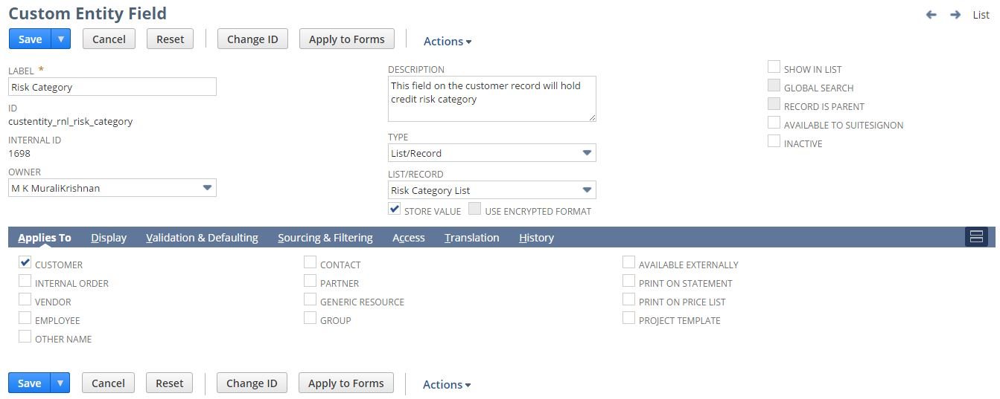 Custom Entity Field
List
Save Cancel Reset Change ID Apply to Forms Actions
LABEL *
Risk Category
ID
custentity_rnl_risk_category
INTERNAL ID
1698
OWNER
M K MuraliKrishnan
DESCRIPTION
This field on the customer record will hold
credit risk category
TYPE
List/Record
LIST/RECORD
Risk Category List
STORE VALUE USE ENCRYPTED FORMAT
SHOW IN LIST
GLOBAL SEARCH
RECORD IS PARENT
AVAILABLE TO SUITESIGNON
INACTIVE
Applies To Display Validation & Defaulting Sourcing & Filtering Access Translation History
CUSTOMER
INTERNAL ORDER
VENDOR
EMPLOYEE
OTHER NAME
CONTACT
PARTNER
GENERIC RESOURCE
GROUP
AVAILABLE EXTERNALLY
PRINT ON STATEMENT
PRINT ON PRICE LIST
PROJECT TEMPLATE
Save Cancel Reset Change ID Apply to Forms Actions